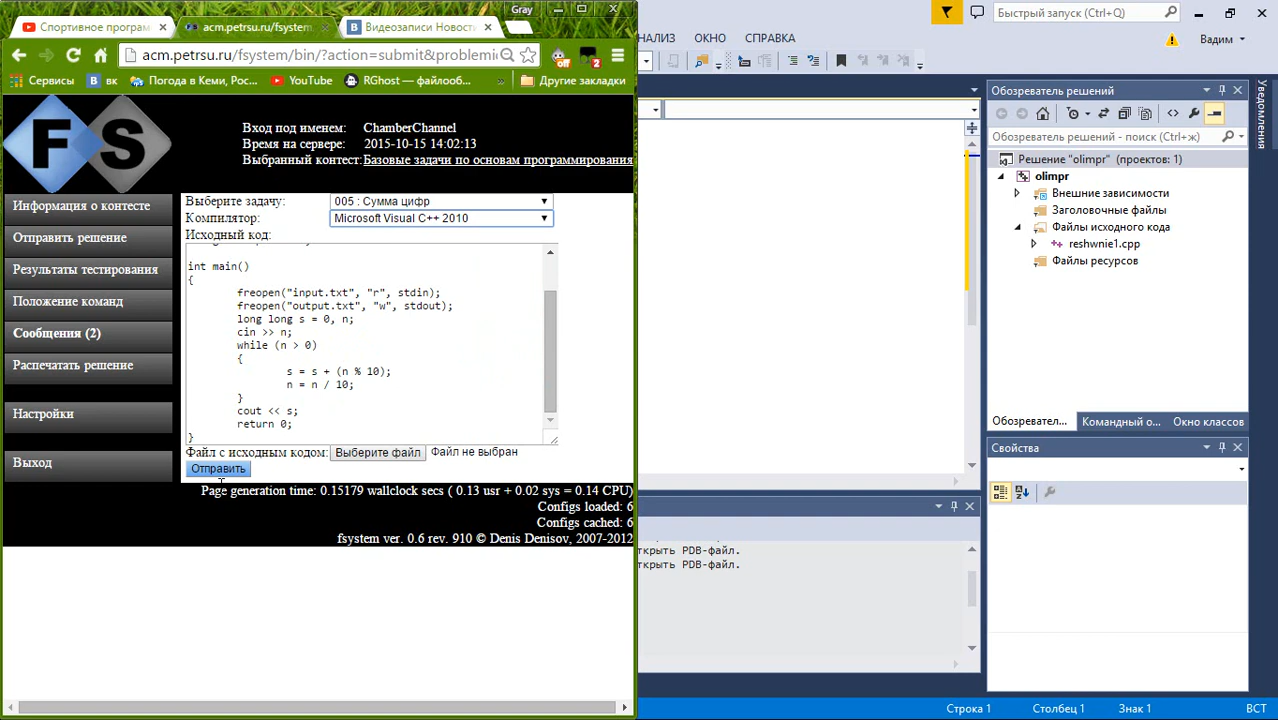 Gray
Спортивное програм
acm.petrsu.ru/fsystem
Видеозаписи Новост
acm.petrsu.ru/fsystem/bin/?action=submit&problemi
off
2
Сервисы
вк
Погода в Кеми, Рос...
YouTube
RGhost — файлооб...
»
Другие закладки
FS
Вход под именем: ChamberChannel
Время на сервере: 2015-10-15 14:02:13
Выбранный контест: Базовые задачи по основам программирования
Информация о контесте
Отправить решение
Результаты тестирования
Положение команд
Сообщения (2)
Распечатать решение
Настройки
Выход
Выберите задачу: 005 : Сумма цифр
Компилятор: Microsoft Visual C++ 2010
Исходный код:
int main()
{
freopen("input.txt", "r", stdin);
freopen("output.txt", "w", stdout);
long long s = 0, n;
cin >> n;
while (n > 0)
{
s = s + (n % 10);
n = n / 10;
}
cout << s;
return 0;
}
Файл с исходным кодом: Выберите файл Файл не выбран
Отправить
Page generation time: 0.15179 wallclock secs ( 0.13 usr + 0.02 sys = 0.14 CPU)
Configs loaded: 6
Configs cached: 6
fsystem ver. 0.6 rev. 910 © Denis Denisov, 2007-2012
Быстрый запуск (Ctrl+Q)
АНАЛИЗ ОКНО СПРАВКА
Вадим
Обозреватель решений
Обозреватель решений - поиск (Ctrl+ж)
Решение "olimpr" (проектов: 1)
olimpr
Внешние зависимости
Заголовочные файлы
Файлы исходного кода
reshwnie1.cpp
Файлы ресурсов
Обозревател...
Командный о...
Окно классов
Свойства
Уведомления
ткрыть PDB-файл.
ткрыть PDB-файл.
Строка 1
Столбец 1
Знак 1
ВСТ